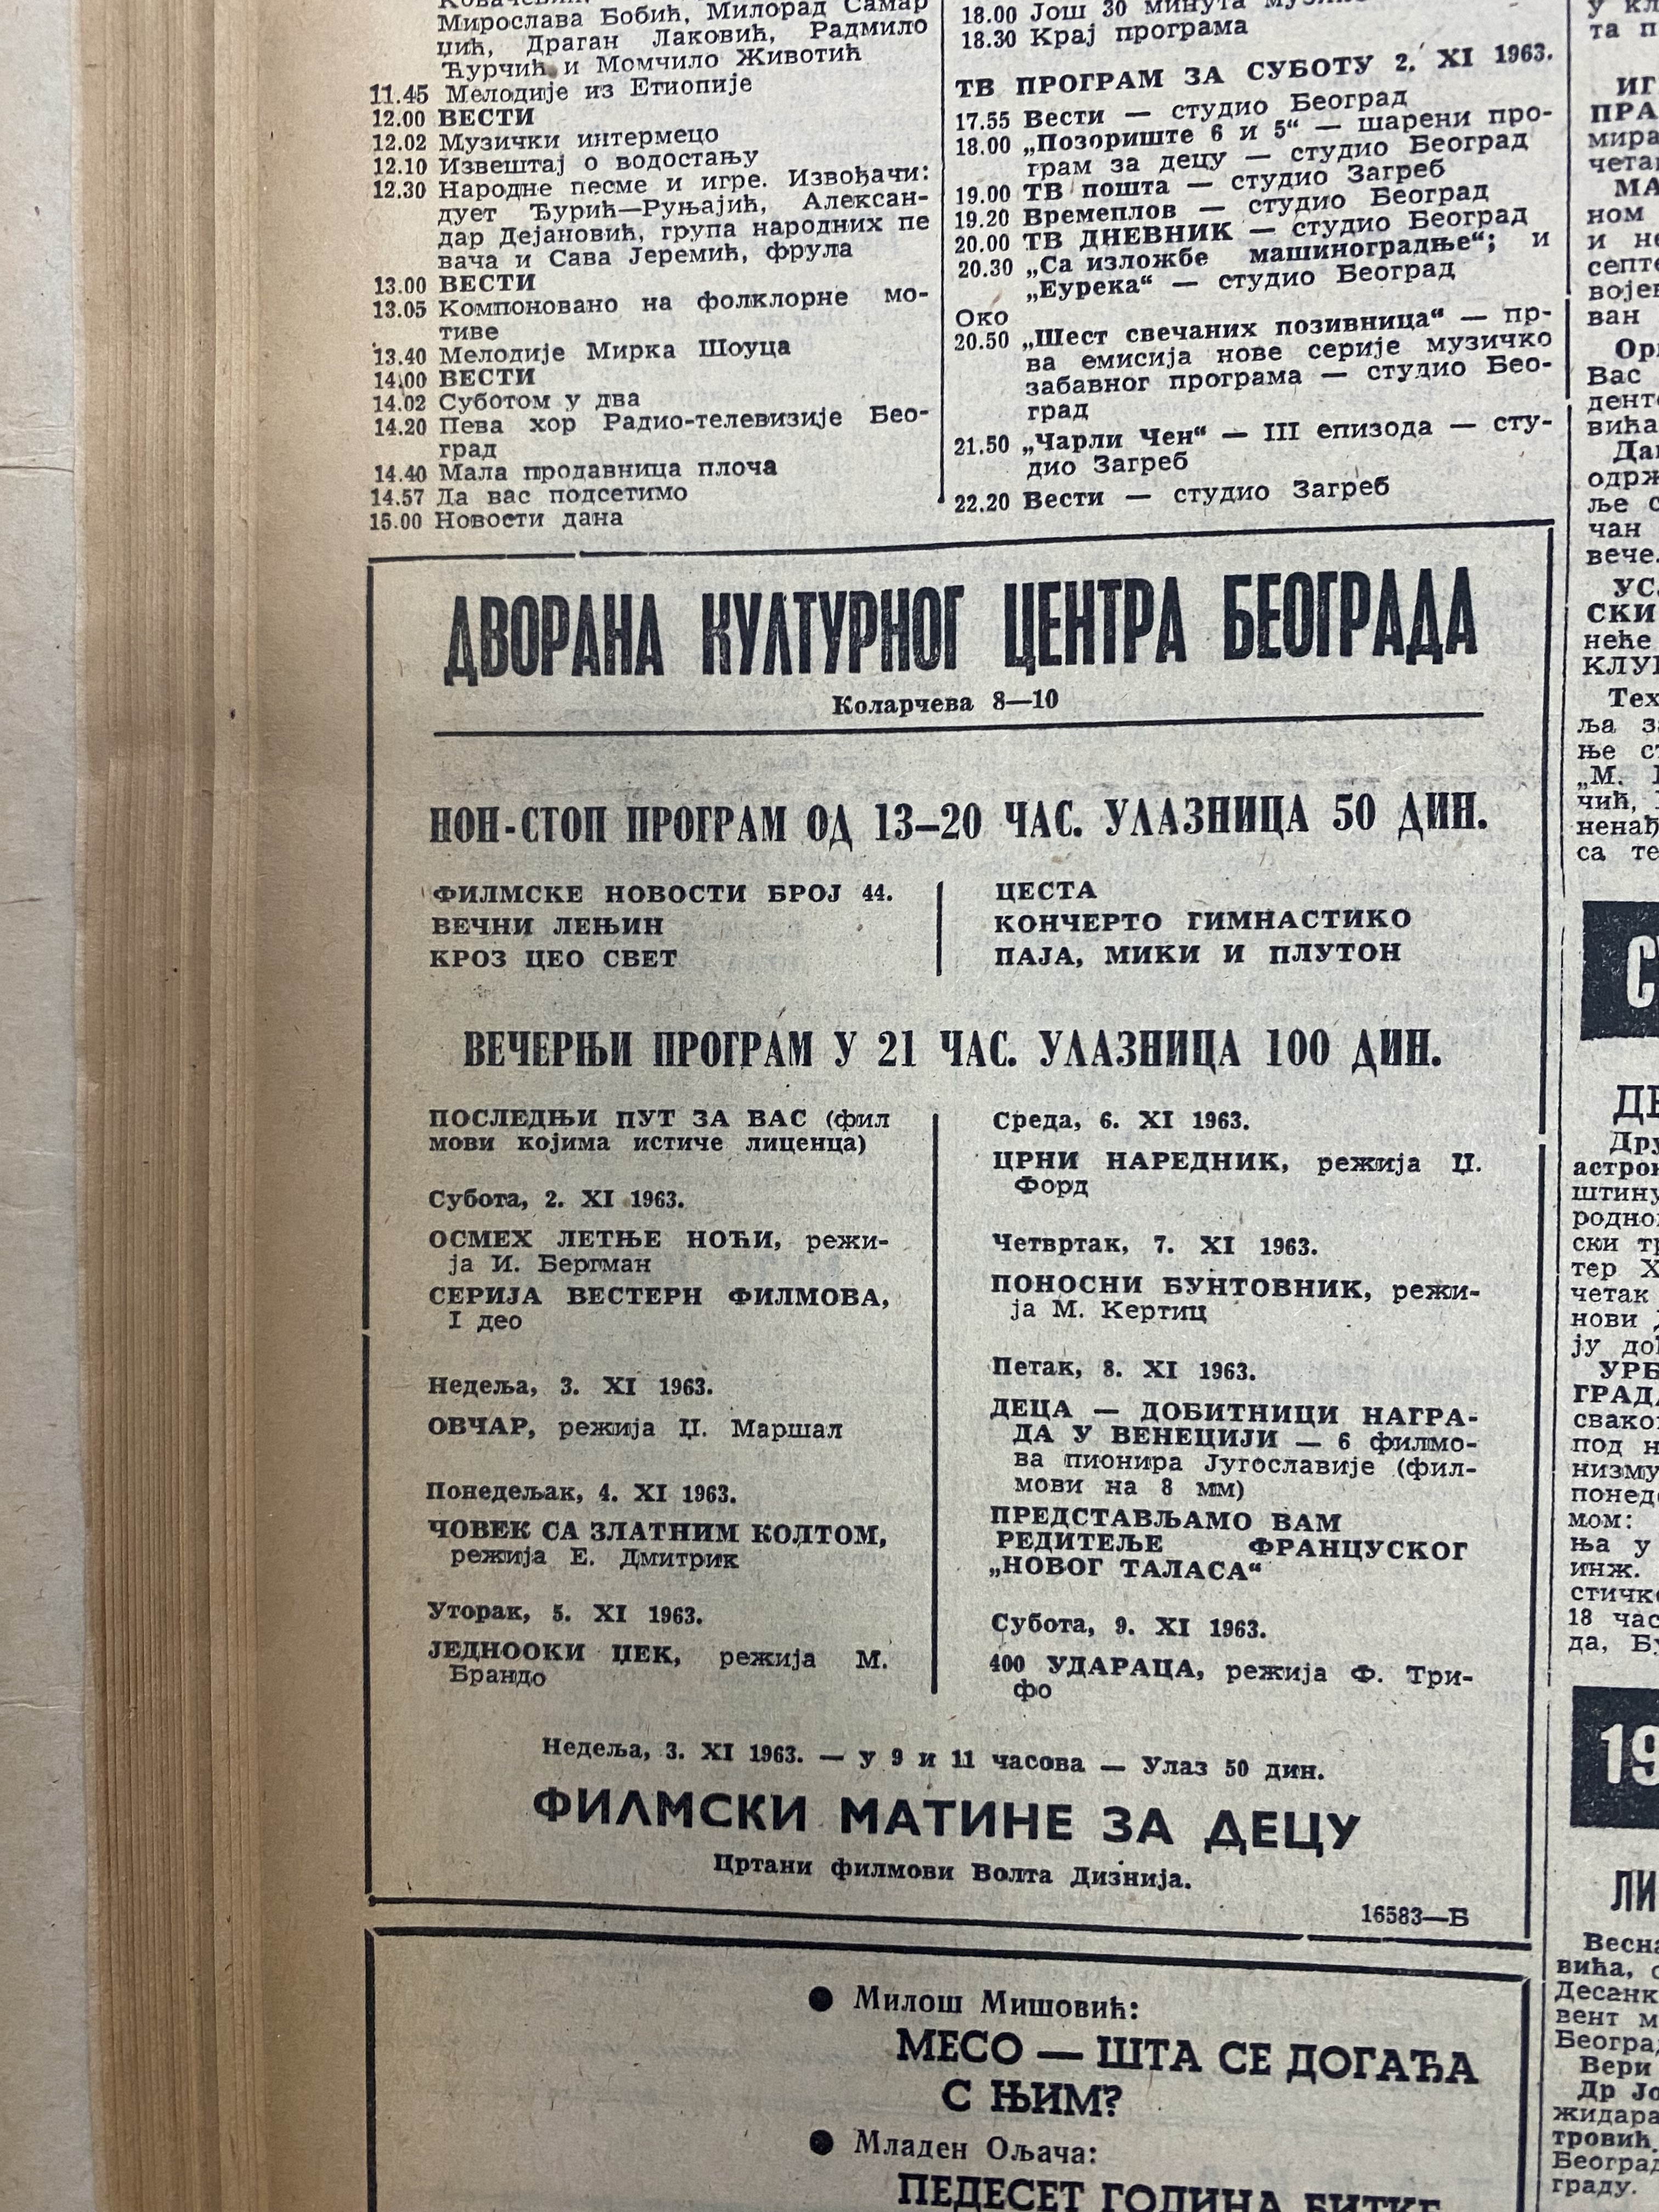 Мирослава Бобић, Милорад Самар
џић, Драган Лаковић, Радмило
Ћурчић и Момчило Животић
11.45 Мелодије из Етиопије
12.00 ВЕСТИ
12.02 Музички интермецо
12.10 Извештај о водостању
12.30 Народне песме и игре. Извођачи:
дует Ђурић—Руњајић, Алексан-
дар Дејановић, група народних пе
вача и Сава Јеремић, фрула
13.00 ВЕСТИ
13.05 Компоновано на фолклорне мо-
тиве
13.40 Мелодије Мирка Шоуца
14.00 ВЕСТИ
14.02 Суботом у два
14.20 Пева хор Радио-телевизије Бео-
град
14.40 Мала продавница плоча
14.57 Да вас подсетимо
15.00 Новости дана
18.00 Још 30 минута
18.30 Крај програма
ТВ ПРОГРАМ ЗА СУБОТУ 2. XI 1963.
17.55 Вести — студио Београд
18.00 „Позориште 6 и 5“ — шарени про-
грам за децу — студио Београд
19.00 ТВ пошта — студио Загреб
19.20 Времеплов — студио Београд
20.00 ТВ ДНЕВНИК — студио Београд
20.30 „Са изложбе машиноградње“; и
„Еурека“ — студио Београд
Око
20.50 „Шест свечаних позивница“ — пр-
ва емисија нове серије музичко
забавног програма — студио Бео-
град
21.50 „Чарли Чен“ — III епизода — сту-
дио Загреб
22.20 Вести — студио Загреб
ДВОРАНА КУЛТУРНОГ ЦЕНТРА БЕОГРАДА
Коларчева 8—10
НОН-СТОП ПРОГРАМ ОД 13–20 ЧАС. УЛАЗНИЦА 50 ДИН.
ФИЛМСКЕ НОВОСТИ БРОЈ 44.
ВЕЧНИ ЛЕЊИН
КРОЗ ЦЕО СВЕТ
ЦЕСТА
КОНЧЕРТО ГИМНАСТИКО
ПАЈА, МИКИ И ПЛУТОН
ВЕЧЕРЊИ ПРОГРАМ У 21 ЧАС. УЛАЗНИЦА 100 ДИН.
ПОСЛЕДЊИ ПУТ ЗА ВАС (фил
мови којима истиче лиценца)
Субота, 2. XI 1963.
ОСМЕХ ЛЕТЊЕ НОЋИ, режи-
ја И. Бергман
СЕРИЈА ВЕСТЕРН ФИЛМОВА,
I део
Недеља, 3. XI 1963.
ОВЧАР, режија Џ. Маршал
Понедељак, 4. XI 1963.
ЧОВЕК СА ЗЛАТНИМ КОЛТОМ,
режија Е. Дмитрик
Уторак, 5. XI 1963.
ЈЕДНООКИ ЏЕК, режија М.
Брандо
Среда, 6. XI 1963.
ЦРНИ НАРЕДНИК, режија Џ.
Форд
Четвртак, 7. XI 1963.
ПОНОСНИ БУНТОВНИК, режи-
ја М. Кертиц
Петак, 8. XI 1963.
ДЕЦА — ДОБИТНИЦИ НАГРА-
ДА У ВЕНЕЦИЈИ — 6 филмо-
ва пионира Југославије (фил-
мови на 8 мм)
ПРЕДСТАВЉАМО ВАМ
РЕДИТЕЉЕ ФРАНЦУСКОГ
„НОВОГ ТАЛАСА“
Субота, 9. XI 1963.
400 УДАРАЦА, режија Ф. Три-
фо
Недеља, 3. XI 1963. — у 9 и 11 часова — Улаз 50 дин.
ФИЛМСКИ МАТИНЕ ЗА ДЕЦУ
Цртани филмови Волта Дизнија.
16583—Б
● Милош Мишовић:
МЕСО — ШТА СЕ ДОГАЂА
С ЊИМ?
● Младен Ољача:
ПЕДЕСЕТ ГОДИНА БИТКЕ